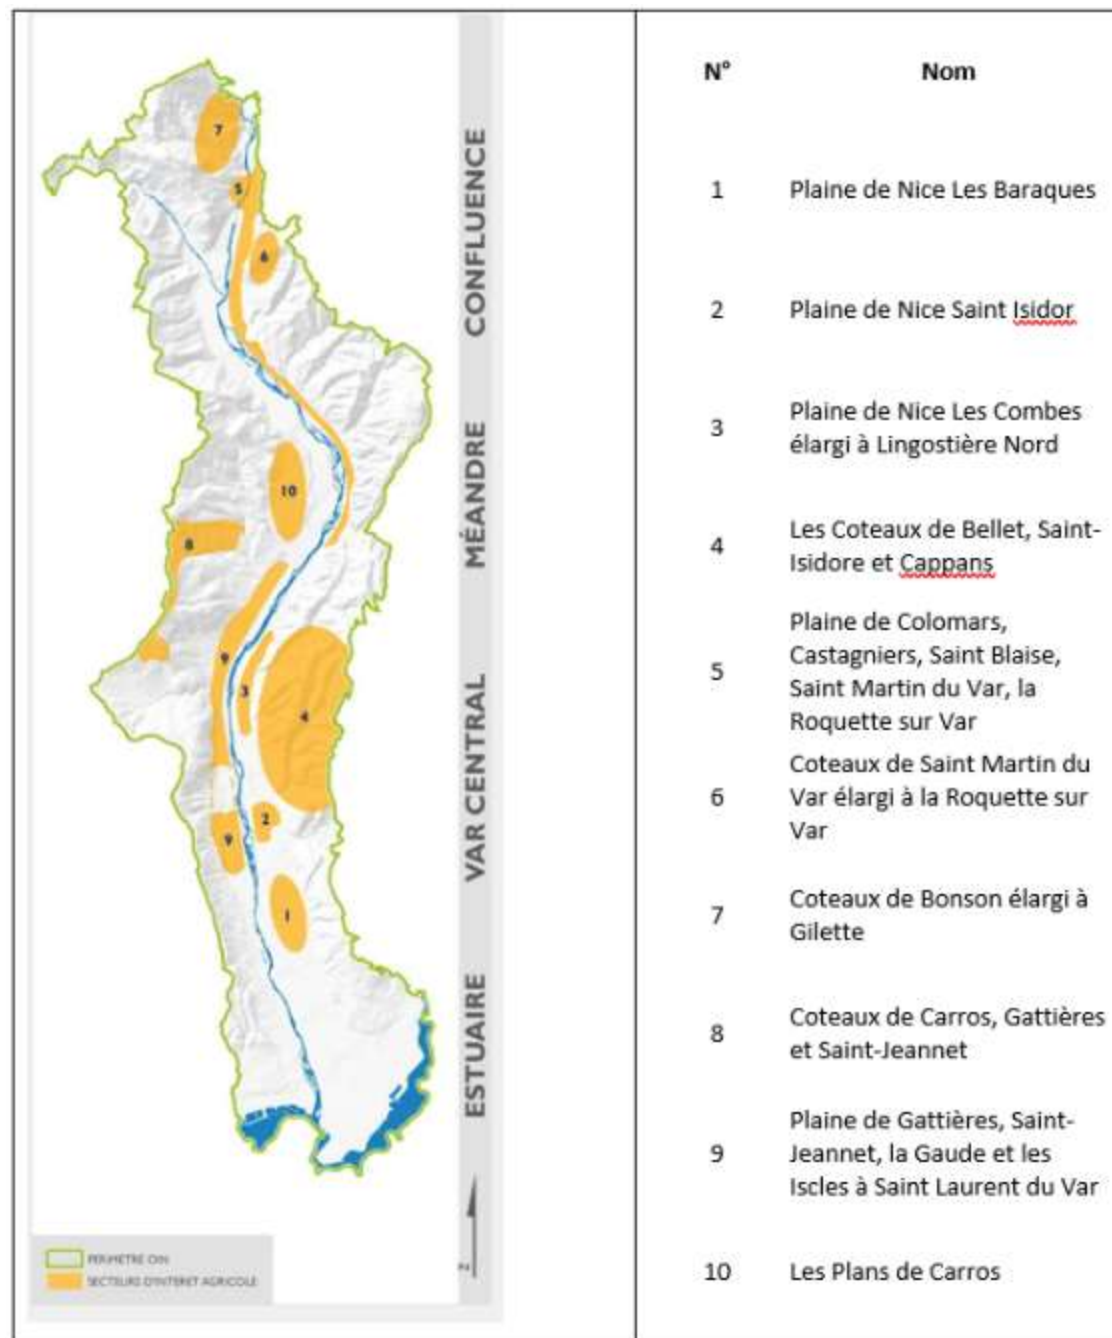 7
5
6
10
8
9
3
4
2
9
1
CONFLUENCE
MÉANDRE
VAR CENTRAL
ESTUAIRE
PERIMETRE OIN
SECTEURS D'INTERET AGRICOLE
N
N° Nom
1 Plaine de Nice Les Baraques
2 Plaine de Nice Saint Isidor
3 Plaine de Nice Les Combes
élargi à Lingostière Nord
4 Les Coteaux de Bellet, Saint-
Isidore et Cappans
5 Plaine de Colomars,
Castagniers, Saint Blaise,
Saint Martin du Var, la
Roquette sur Var
6 Coteaux de Saint Martin du
Var élargi à la Roquette sur
Var
7 Coteaux de Bonson élargi à
Gilette
8 Coteaux de Carros, Gattières
et Saint-Jeannet
9 Plaine de Gattières, Saint-
Jeannet, la Gaude et les
Iscles à Saint Laurent du Var
10 Les Plans de Carros